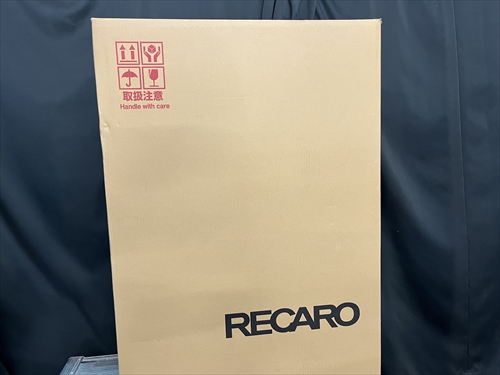 取扱注意
Handle with care
RECARO